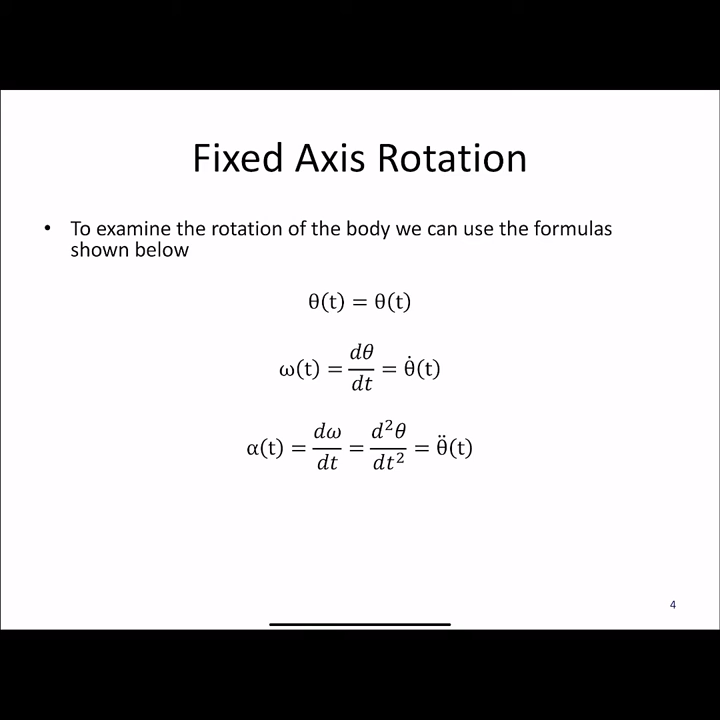 Fixed Axis Rotation
• To examine the rotation of the body we can use the formulas
shown below
θ(t) = θ(t)
ω(t) = dθ/dt = θ̇(t)
α(t) = dω/dt = d²θ/dt² = θ̈(t)
4